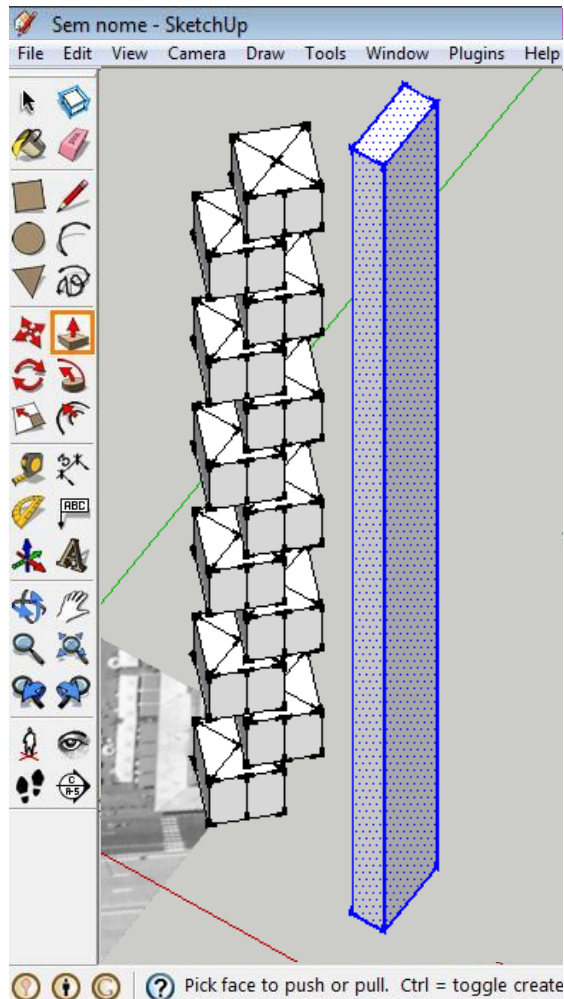 Sem nome - SketchUp
File Edit View Camera Draw Tools Window Plugins Help
ABC
A
C
A-5
Pick face to push or pull. Ctrl = toggle create